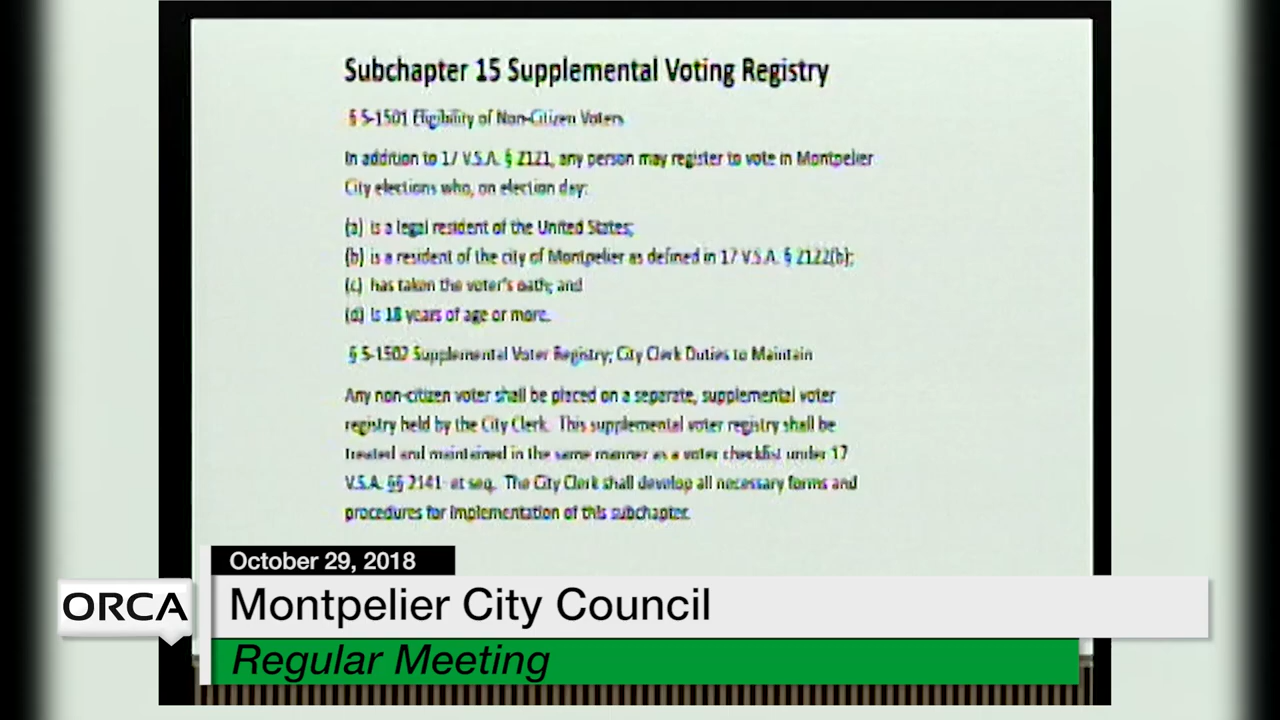 Subchapter 15 Supplemental Voting Registry
§ 5-1501 Eligibility of Non-Citizen Voters
In addition to 17 V.S.A. § 2121, any person may register to vote in Montpelier
City elections who, on election day:
(a) is a legal resident of the United States;
(b) is a resident of the city of Montpelier as defined in 17 V.S.A. § 2122(b);
(c) has taken the voter's oath; and
(d) is 18 years of age or more.
§ 5-1502 Supplemental Voter Registry; City Clerk Duties to Maintain
Any non-citizen voter shall be placed on a separate, supplemental voter
registry held by the City Clerk. This supplemental voter registry shall be
treated and maintained in the same manner as a voter checklist under 17
V.S.A. §§ 2141 et seq. The City Clerk shall develop all necessary forms and
procedures for implementation of this subchapter.
October 29, 2018
ORCA
Montpelier City Council
Regular Meeting